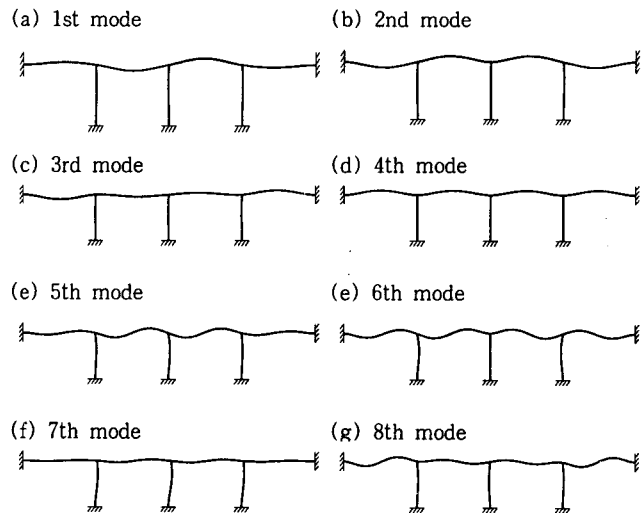 (a) 1st mode
(b) 2nd mode
(c) 3rd mode
(d) 4th mode
(e) 5th mode
(e) 6th mode
(f) 7th mode
(g) 8th mode